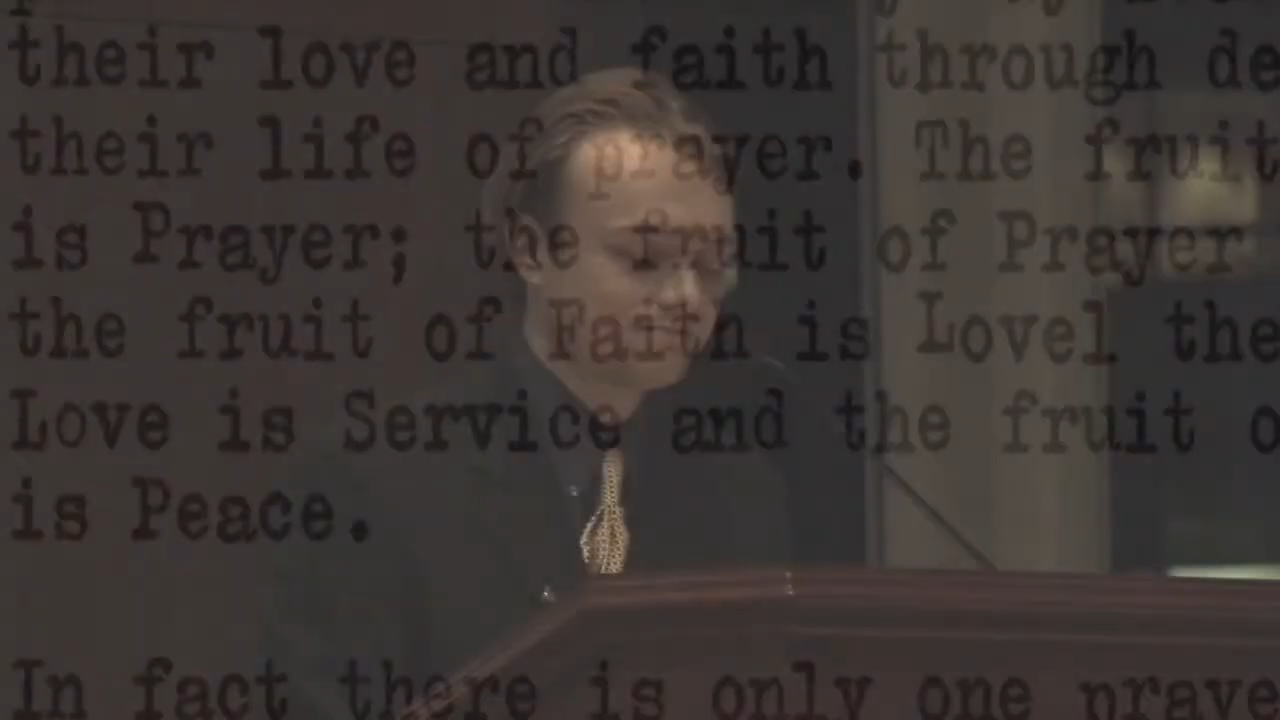 their love and faith through de
their life of prayer. The fruit
is Prayer; the fruit of Prayer
the fruit of Faith is Lovel the
Love is Service and the fruit o
is Peace.
In fact there is only one praye